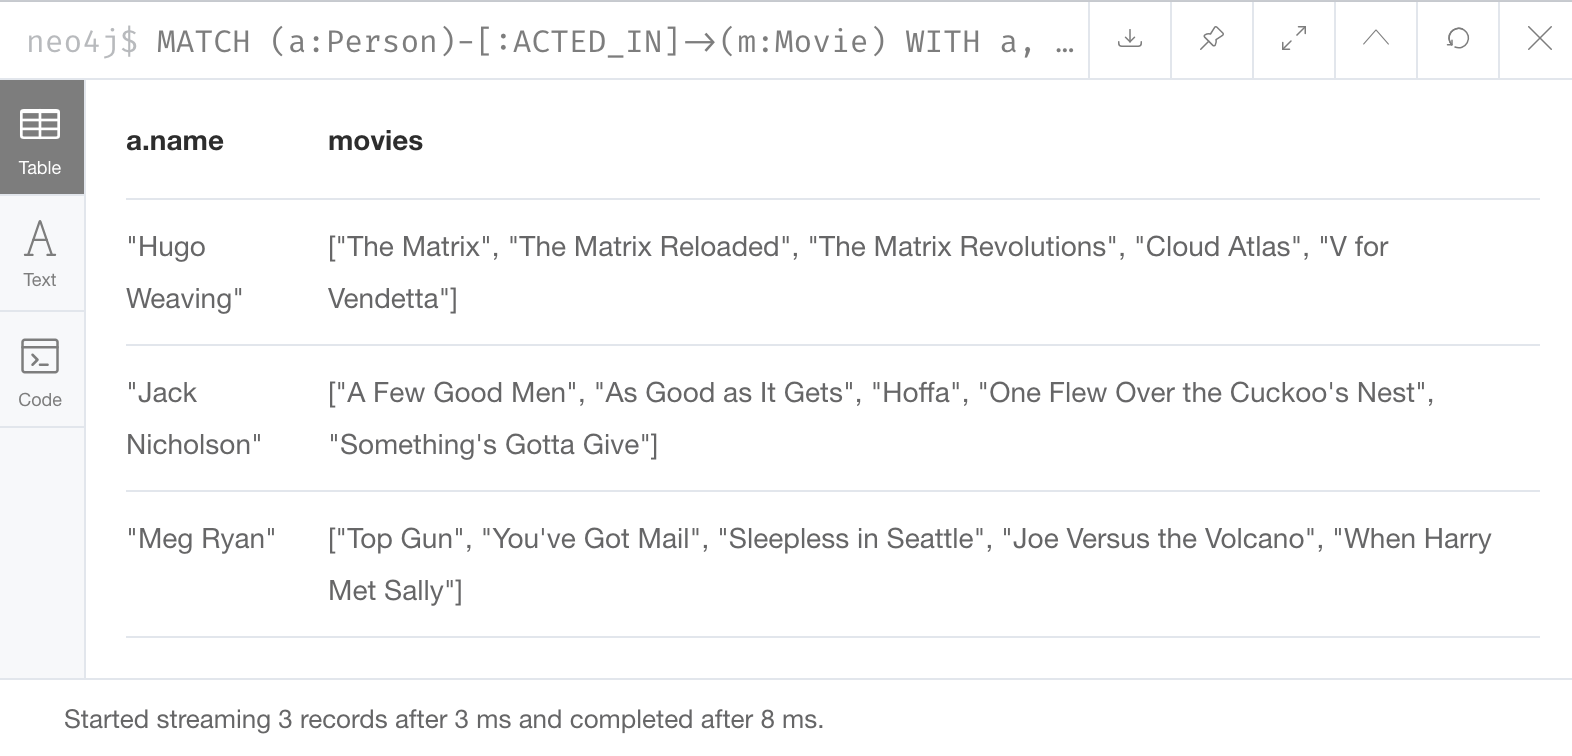 neo4j$ MATCH (a:Person)-[:ACTED_IN]→(m:Movie) WITH a, …
Table
Text
Code
a.name movies
"Hugo Weaving" ["The Matrix", "The Matrix Reloaded", "The Matrix Revolutions", "Cloud Atlas", "V for
Vendetta"]
"Jack Nicholson" ["A Few Good Men", "As Good as It Gets", "Hoffa", "One Flew Over the Cuckoo's Nest",
"Something's Gotta Give"]
"Meg Ryan" ["Top Gun", "You've Got Mail", "Sleepless in Seattle", "Joe Versus the Volcano", "When Harry
Met Sally"]
Started streaming 3 records after 3 ms and completed after 8 ms.